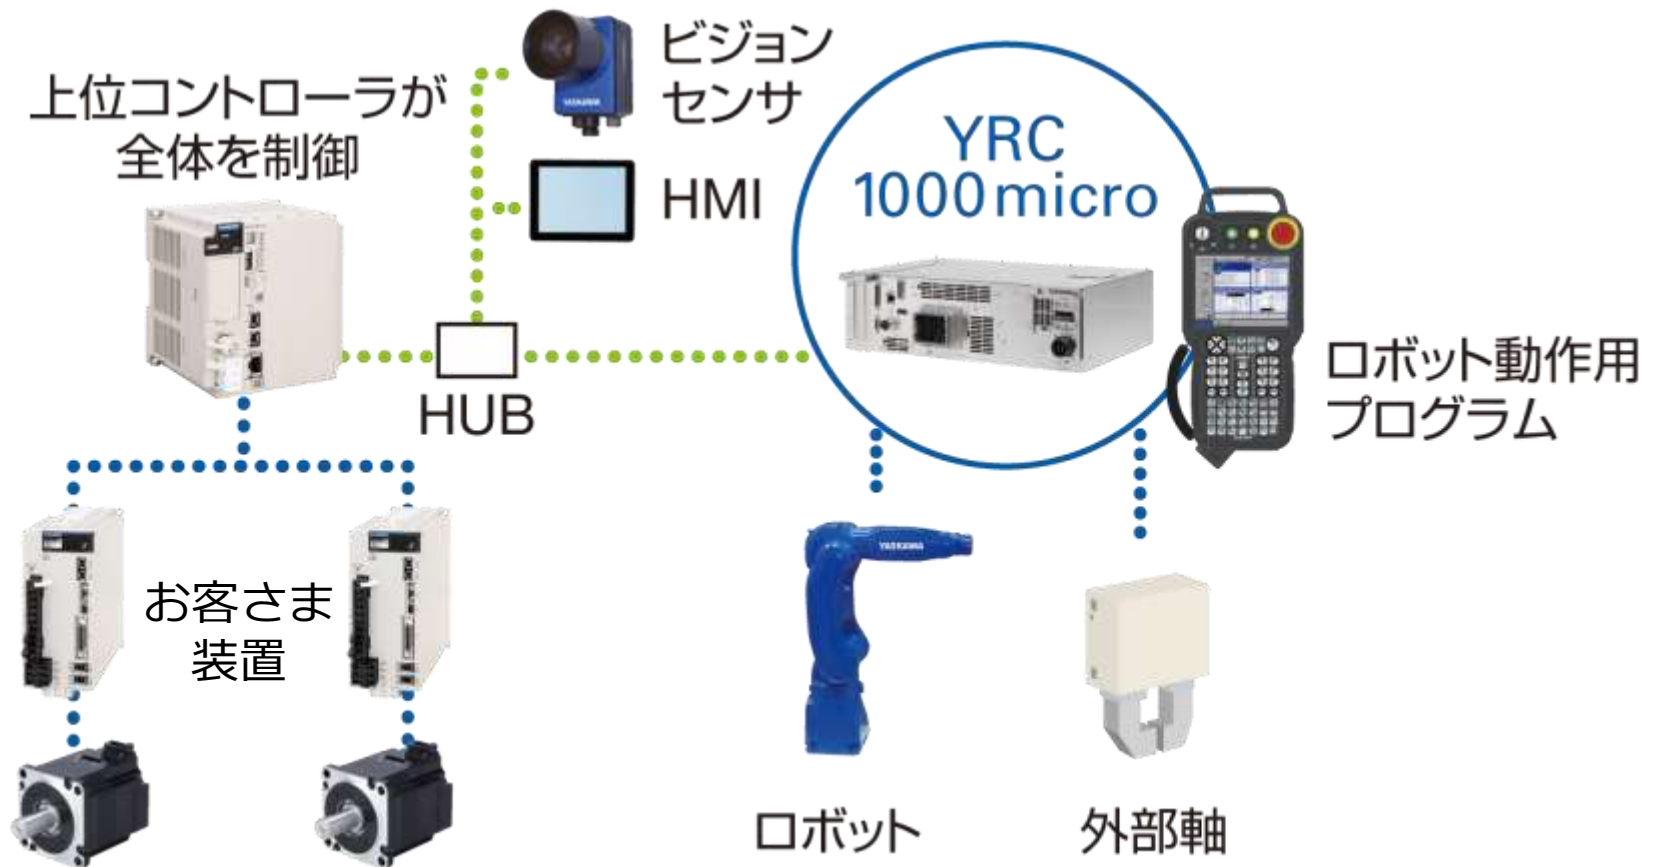 上位コントローラが
全体を制御
ビジョン
センサ
YASKAWA
HMI
YRC
1000micro
HUB
ロボット動作用
プログラム
お客さま
装置
YASKAWA
ロボット
外部軸